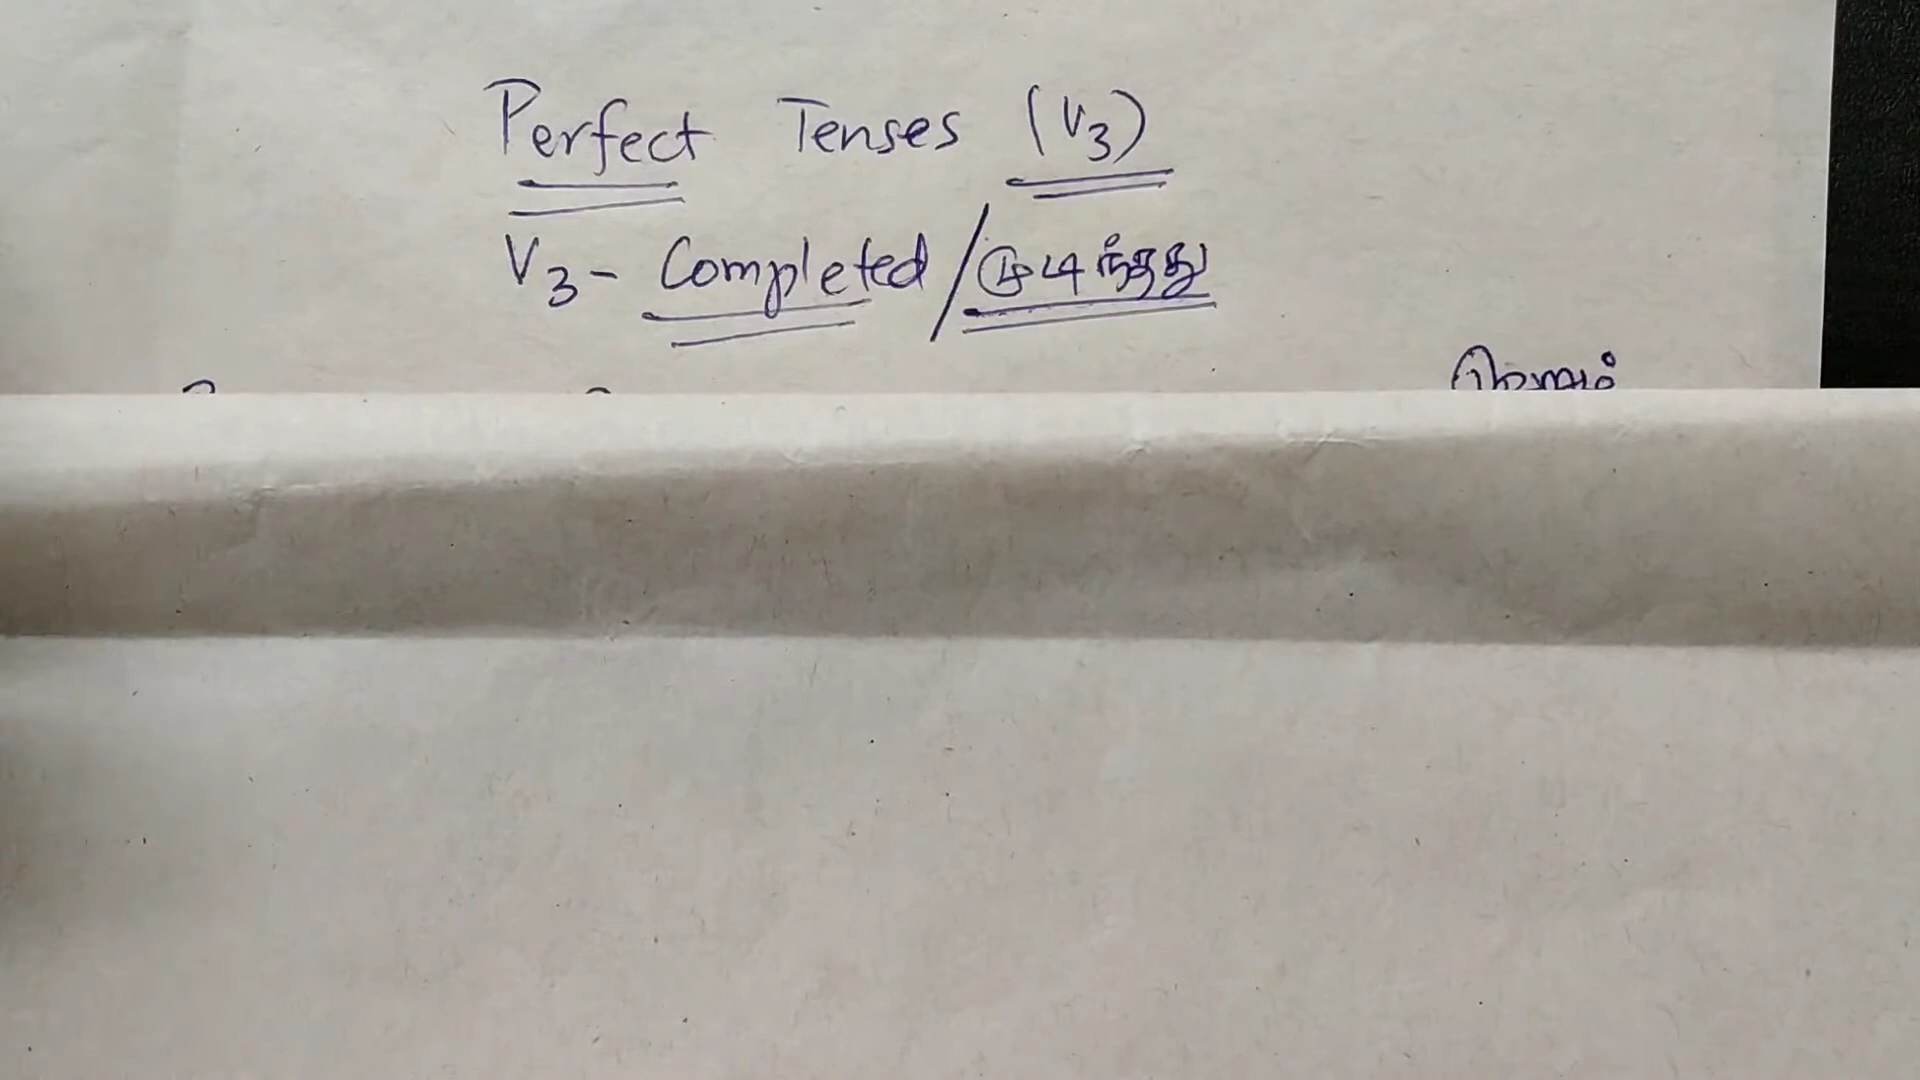 Perfect Tenses (V3)
V3 - Completed / முடிந்தது